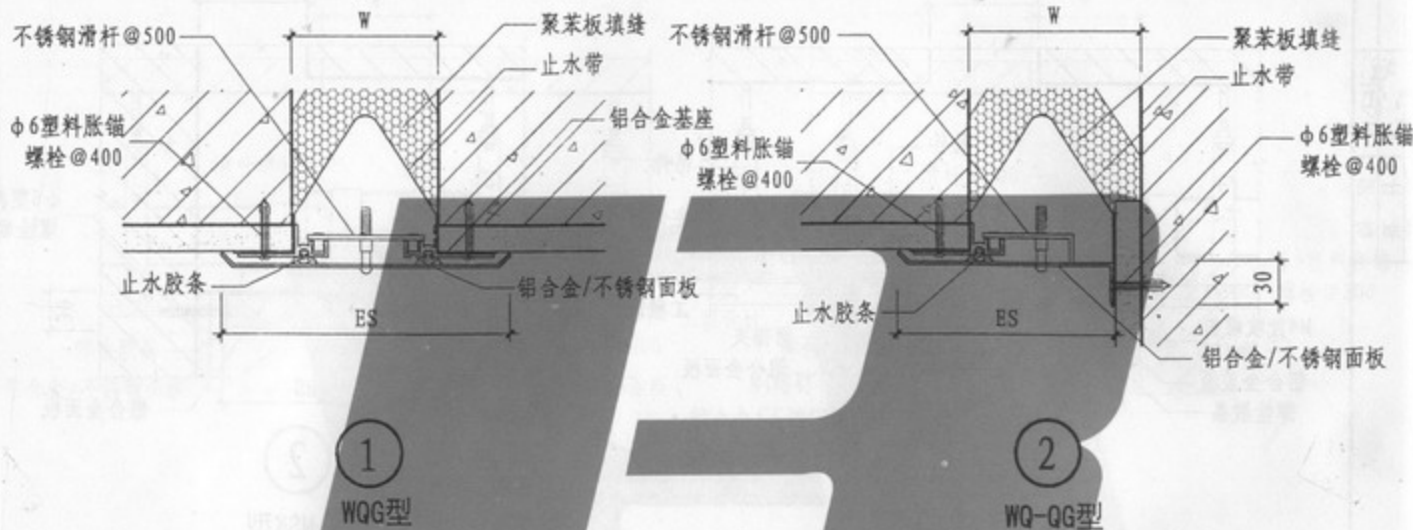 W
不锈钢滑杆@500
聚苯板填缝
止水带
铝合金基座
φ6塑料胀锚
螺栓@400
止水胶条
铝合金/不锈钢面板
ES
1
WQG型
W
不锈钢滑杆@500
聚苯板填缝
止水带
φ6塑料胀锚
螺栓@400
φ6塑料胀锚
螺栓@400
30
止水胶条
ES
铝合金/不锈钢面板
2
WQ-QG型